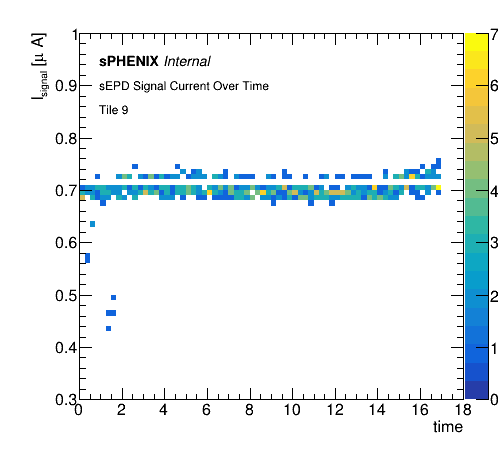 I_signal [μ A]
sPHENIX Internal
sEPD Signal Current Over Time
Tile 9
1
0.9
0.8
0.7
0.6
0.5
0.4
0.3
0 2 4 6 8 10 12 14 16 18
time
7
6
5
4
3
2
1
0